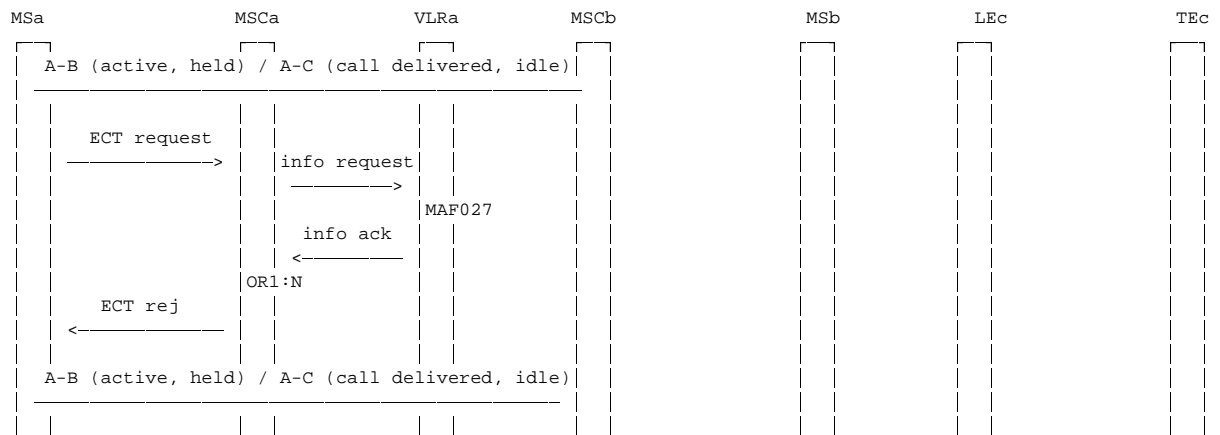 MSa MSCa VLRa MSCb MSb LEc TEc
A-B (active, held) / A-C (call delivered, idle)
ECT request
info request
MAF027
info ack
OR1:N
ECT rej
A-B (active, held) / A-C (call delivered, idle)